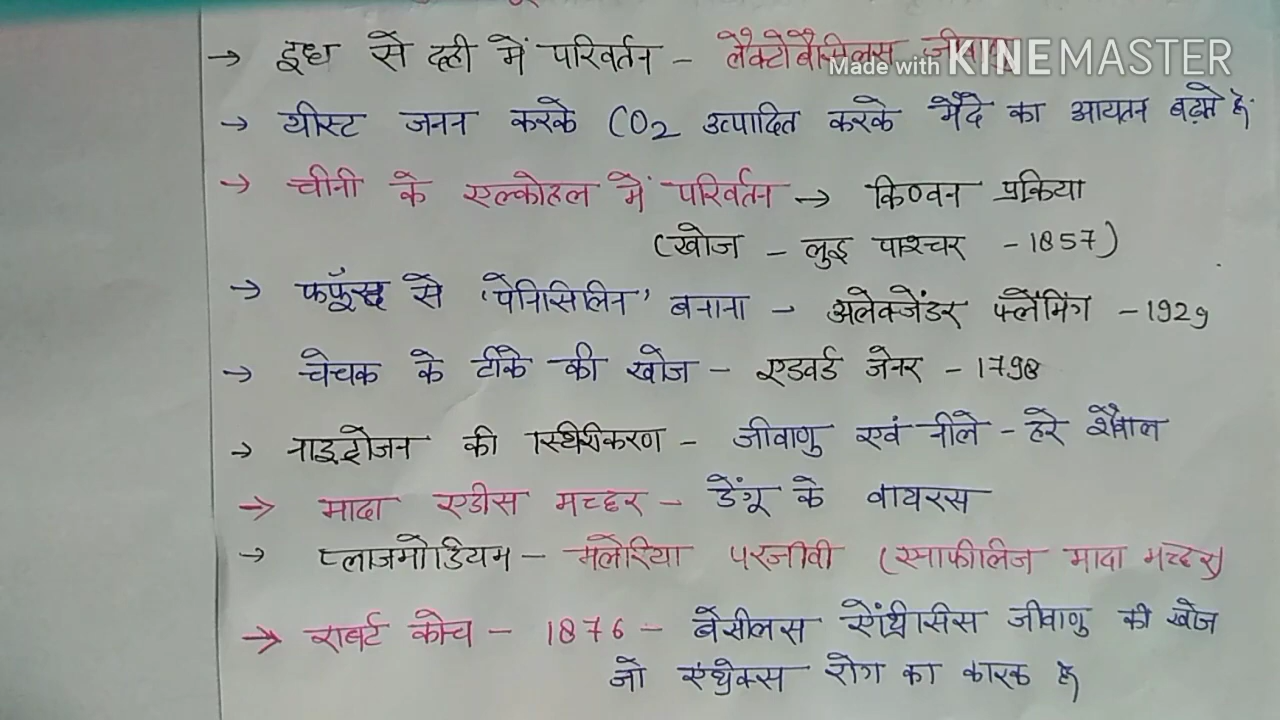 → दूध से दही में परिवर्तन - लैक्टोबैसिलस जीवाणु
Made with KINEMASTER
→ यीस्ट जनन करके CO2 उत्पादित करके मैदे का आयतन बढ़ाते हैं
→ चीनी के एल्कोहल में परिवर्तन → किण्वन प्रक्रिया
(खोज - लुइ पाश्चर - 1857)
→ फफूँद से 'पेनिसिलिन' बनाना - अलेक्जेंडर फ्लेमिंग - 1929
→ चेचक के टीके की खोज - एडवर्ड जेनर - 1798
→ नाइट्रोजन की स्थिरीकरण - जीवाणु एवं नीले - हरे शैवाल
→ मादा एडीस मच्छर - डेंगू के वायरस
→ प्लाजमोडियम - मलेरिया परजीवी (एनाफीलिज मादा मच्छर)
→ राबर्ट कोच - 1876 - बेसीलस ऐंथ्रेसिस जीवाणु की खोज
जो एंथ्रेक्स रोग का कारक है